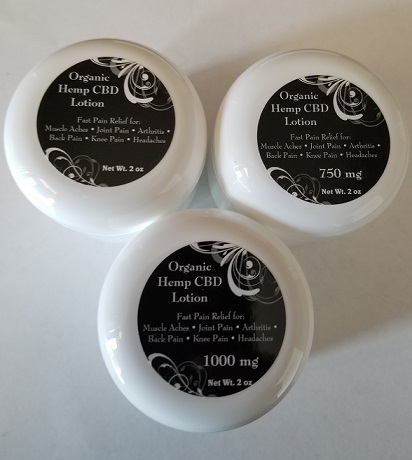 Organic
Hemp CBD
Lotion
Fast Pain Relief for:
Muscle Aches • Joint Pain • Arthritis •
Back Pain • Knee Pain • Headaches
Net Wt. 2 oz
Organic
Hemp CBD
Lotion
Fast Pain Relief for:
Muscle Aches • Joint Pain • Arthritis •
Back Pain • Knee Pain • Headaches
750 mg
Net Wt. 2 oz
Organic
Hemp CBD
Lotion
Fast Pain Relief for:
Muscle Aches • Joint Pain • Arthritis •
Back Pain • Knee Pain • Headaches
1000 mg
Net Wt. 2 oz